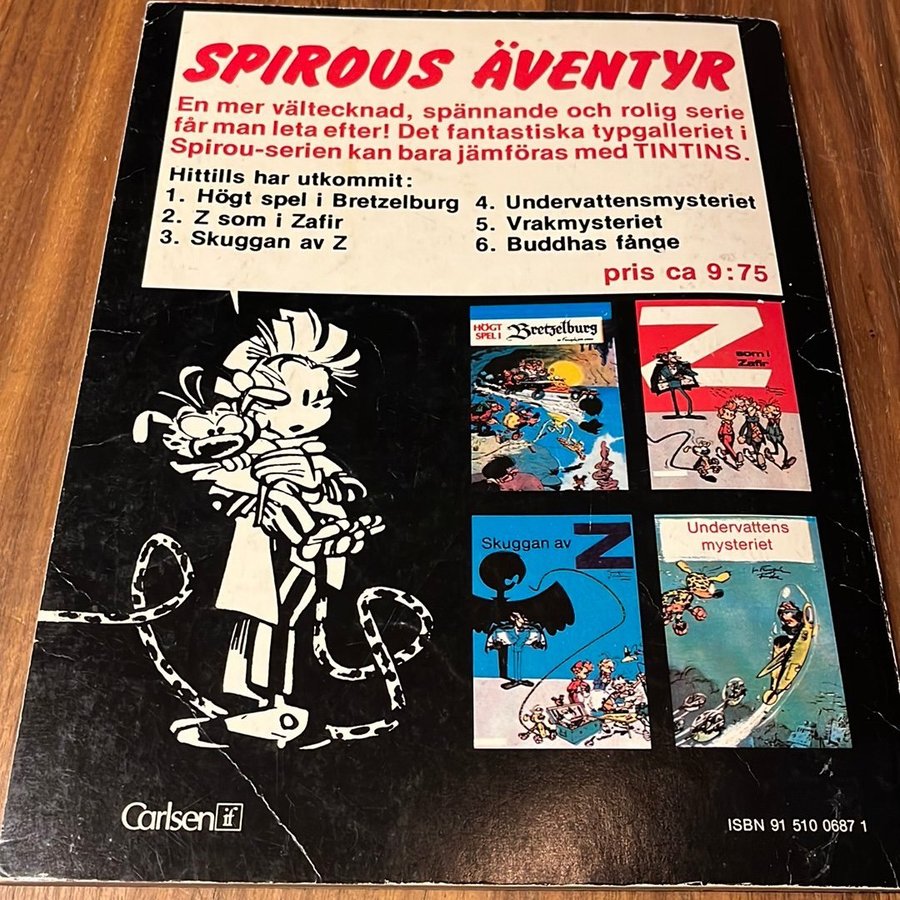 SPIROUS ÄVENTYR
En mer vältecknad, spännande och rolig serie
får man leta efter! Det fantastiska typgalleriet i
Spirou-serien kan bara jämföras med TINTINS.
Hittills har utkommit:
1. Högt spel i Bretzelburg
2. Z som i Zafir
3. Skuggan av Z
4. Undervattensmysteriet
5. Vrakmysteriet
6. Buddhas fånge
pris ca 9:75
HÖGT
SPEL I
Bretzelburg
Z
som i
Zafir
Skuggan av Z
Undervattens
mysteriet
Carlsen if
ISBN 91 510 0687 1